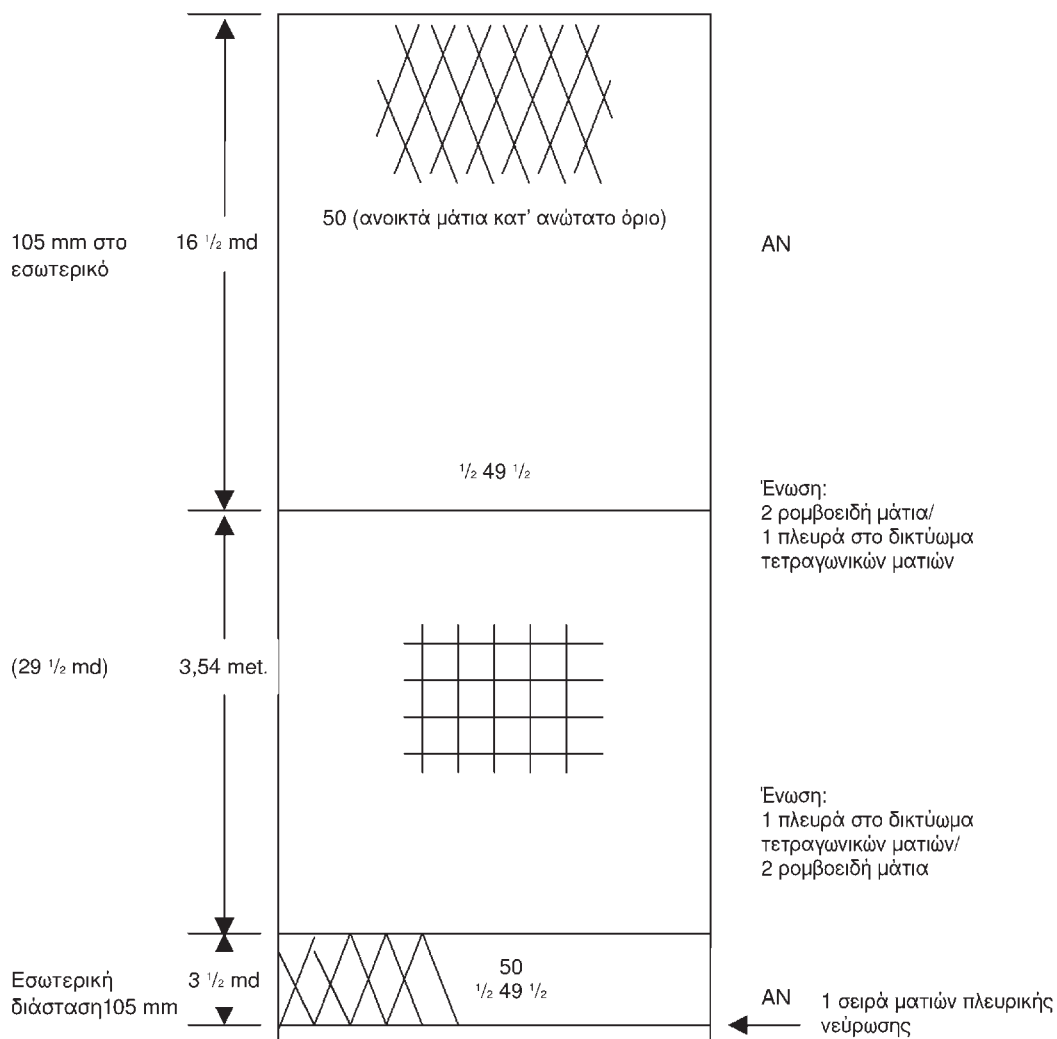 50 (ανοικτά μάτια κατ' ανώτατο όριο)
105 mm στο
εσωτερικό
16 1/2 md
AN
1/2 49 1/2
Ένωση:
2 ρομβοειδή μάτια/
1 πλευρά στο δικτύωμα
τετραγωνικών ματιών
(29 1/2 md)
3,54 met.
Ένωση:
1 πλευρά στο δικτύωμα
τετραγωνικών ματιών/
2 ρομβοειδή μάτια
Εσωτερική
διάσταση105 mm
3 1/2 md
50
1/2 49 1/2
AN
1 σειρά ματιών πλευρικής
νεύρωσης